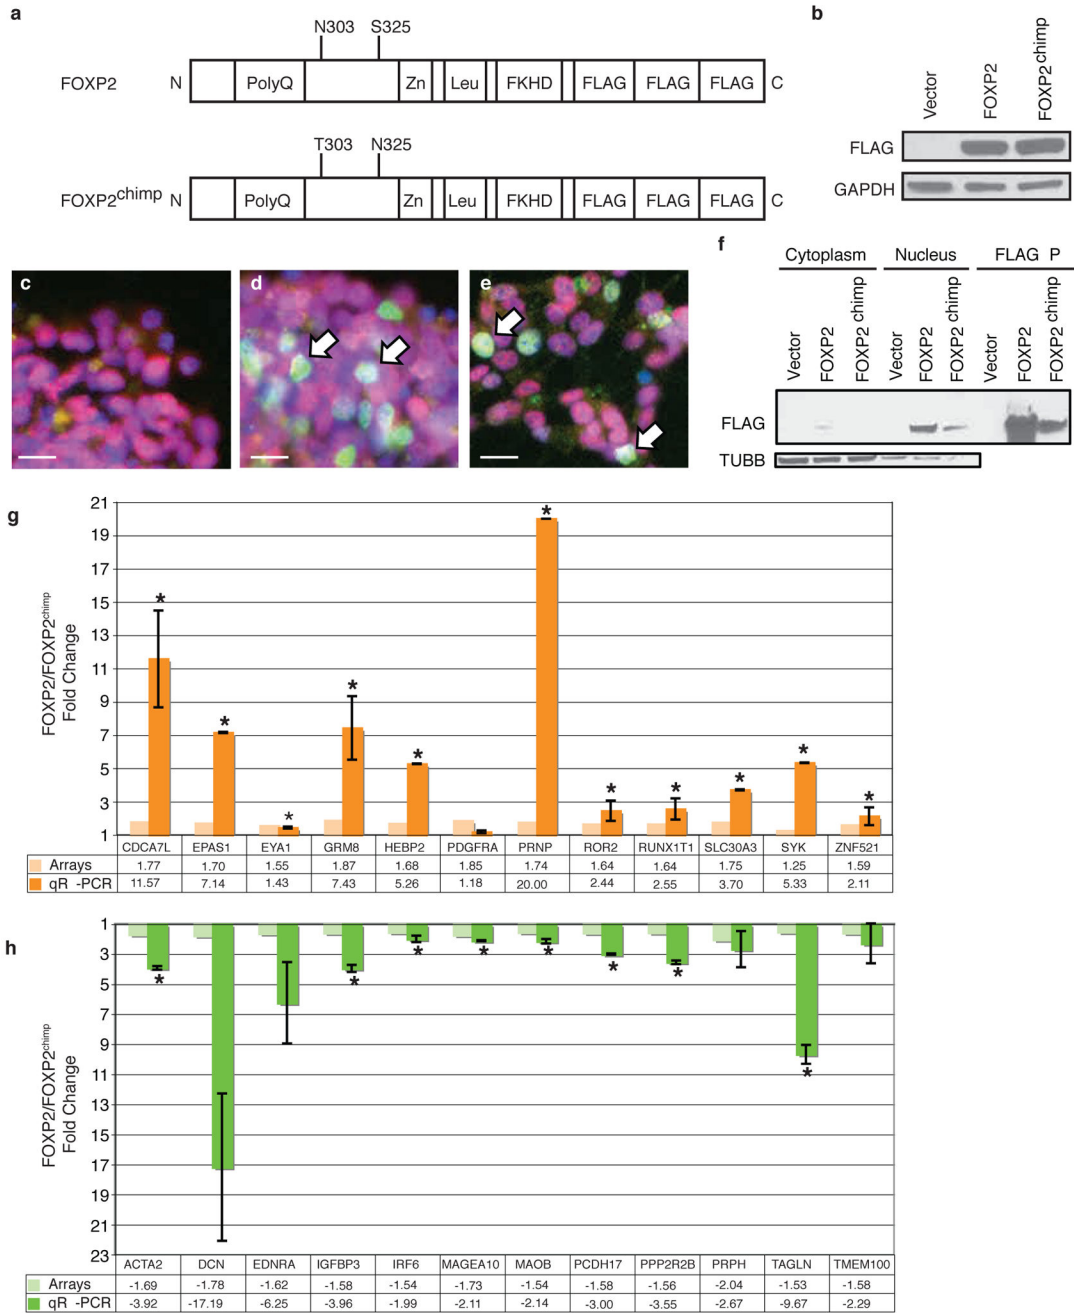 a
N303 S325
FOXP2 N PolyQ Zn Leu FKHD FLAG FLAG FLAG C
T303 N325
FOXP2chimp N PolyQ Zn Leu FKHD FLAG FLAG FLAG C
b
Vector FOXP2 FOXP2chimp
FLAG
GAPDH
c
d
e
f
Cytoplasm Nucleus FLAG P
Vector FOXP2 FOXP2 chimp Vector FOXP2 FOXP2 chimp Vector FOXP2 FOXP2 chimp
FLAG
TUBB
g
FOXP2/FOXP2chimp
Fold Change
21
19
17
15
13
11
9
7
5
3
1
* * * * * * * * * * *
CDCA7L EPAS1 EYA1 GRM8 HEBP2 PDGFRA PRNP ROR2 RUNX1T1 SLC30A3 SYK ZNF521
Arrays 1.77 1.70 1.55 1.87 1.68 1.85 1.74 1.64 1.64 1.75 1.25 1.59
qR -PCR 11.57 7.14 1.43 7.43 5.26 1.18 20.00 2.44 2.55 3.70 5.33 2.11
h
FOXP2/FOXP2chimp
Fold Change
1
3
5
7
9
11
13
15
17
19
21
23
* * * * * * * *
ACTA2 DCN EDNRA IGFBP3 IRF6 MAGEA10 MAOB PCDH17 PPP2R2B PRPH TAGLN TMEM100
Arrays -1.69 -1.78 -1.62 -1.58 -1.54 -1.73 -1.54 -1.58 -1.56 -2.04 -1.53 -1.58
qR -PCR -3.92 -17.19 -6.25 -3.96 -1.99 -2.11 -2.14 -3.00 -3.55 -2.67 -9.67 -2.29